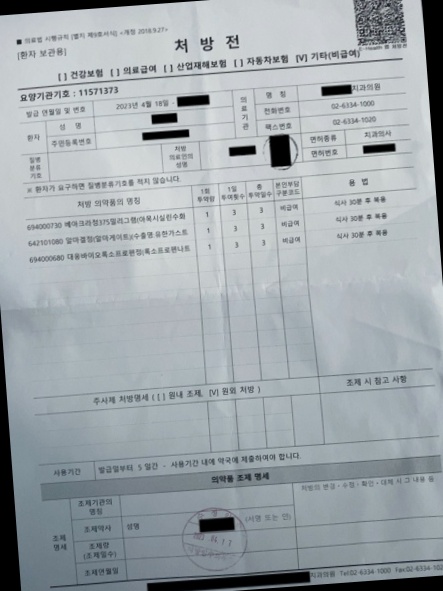 ■ 의료법 시행규칙 [별지 제9호서식] <개정 2018.9.27>
[환자 보관용]
처 방 전
[ ] 건강보험 [ ] 의료급여 [ ] 산업재해보험 [ ] 자동차보험 [V] 기타(비급여)
요양기관기호 : 11571373
발급 연월일 및 번호 2023년 4월 18일 -
의료기관
명 칭 치과의원
전화번호 02-6334-1000
팩스번호 02-6334-1020
환자
성 명
주민등록번호
질병분류기호
처방 의료인의 성명
면허종류 치과의사
면허번호
※ 환자가 요구하면 질병분류기호를 적지 않습니다.
처방 의약품의 명칭 1회 투약량 1일 투여횟수 총 투약일수 본인부담 구분코드 용 법
694000730 메아크라정375밀리그램(아목시실린수화 1 3 3 비급여 식사 30분 후 복용
642101080 알마겔정(알마게이트)(수출명:유한가스트 1 3 3 비급여 식사 30분 후 복용
694000680 대웅바이오록소프로펜정(록소프로펜나트 1 3 3 비급여 식사 30분 후 복용
주사제 처방명세 ( [ ] 원내 조제, [V] 원외 처방 ) 조제 시 참고 사항
사용기간 발급일부터 5 일간 - 사용기간 내에 약국에 제출하여야 합니다.
의약품 조제 명세
조제명세
조제기관의 명칭
처방의 변경·수정·확인·대체 시 그 내용 등
조제약사 성명 (서명 또는 인)
조제량 (조제일수)
조제연월일
치과의원 Tel:02-6334-1000 Fax:02-6334-102